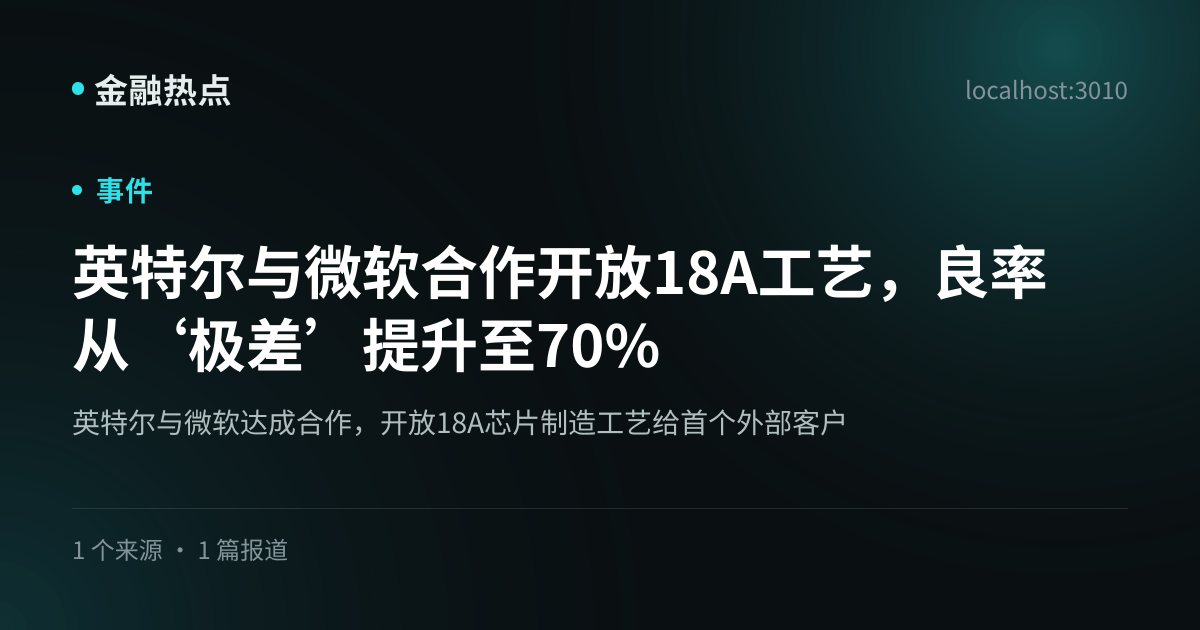 金融热点
localhost:3010
事件
英特尔与微软合作开放18A工艺，良率
从‘极差’提升至70%
英特尔与微软达成合作，开放18A芯片制造工艺给首个外部客户
1 个来源 · 1 篇报道